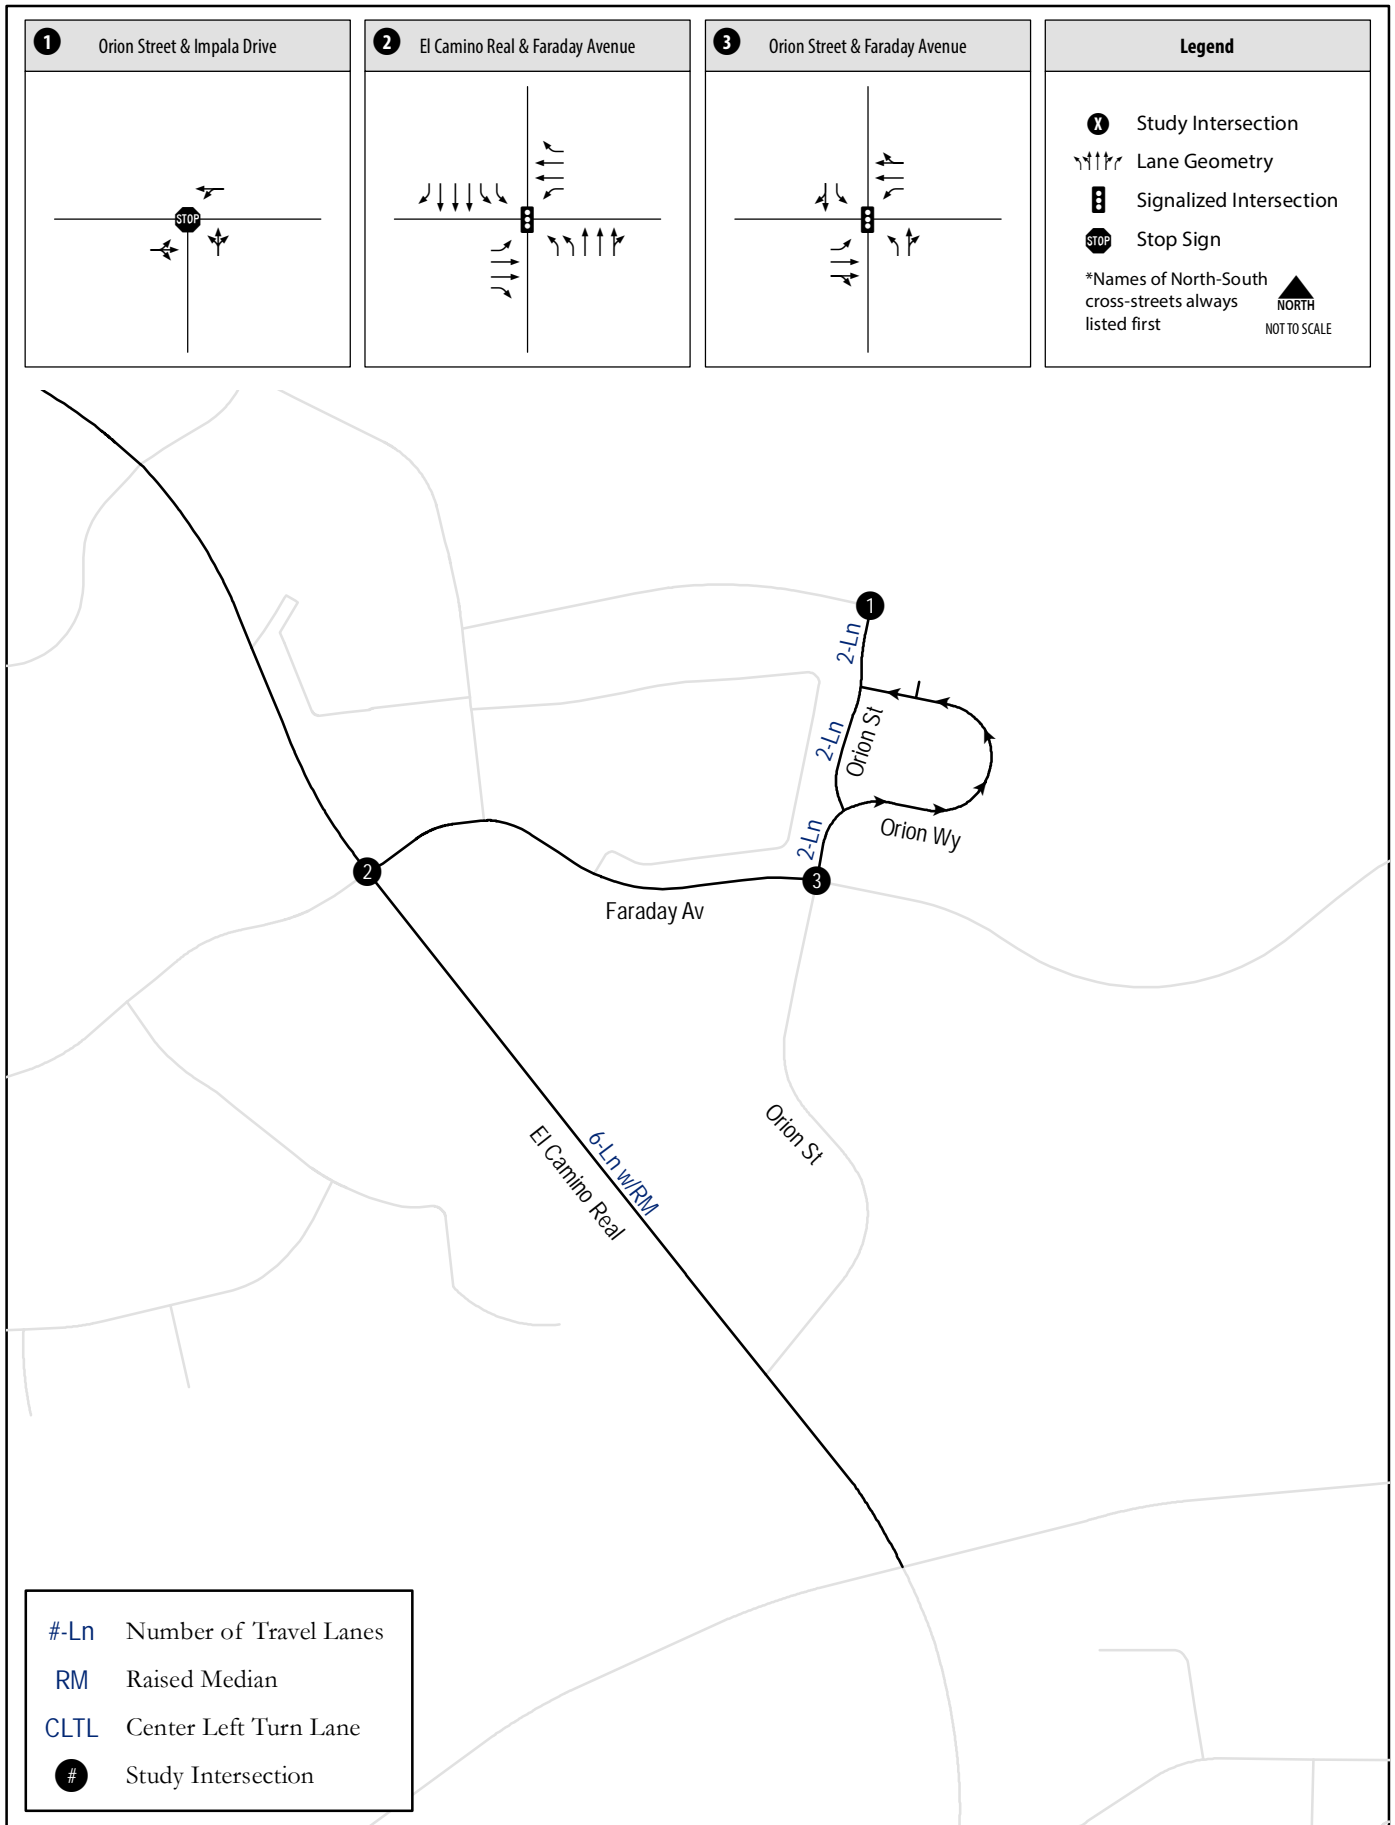 1 Orion Street & Impala Drive
STOP
2 El Camino Real & Faraday Avenue
3 Orion Street & Faraday Avenue
Legend
X Study Intersection
Lane Geometry
Signalized Intersection
STOP Stop Sign
*Names of North-South
cross-streets always
listed first
NORTH
NOT TO SCALE
1
2-Ln
2-Ln
Orion St
2-Ln
Orion Wy
2
3
Faraday Av
Orion St
6-Ln w/RM
El Camino Real
#-Ln Number of Travel Lanes
RM Raised Median
CLTL Center Left Turn Lane
# Study Intersection